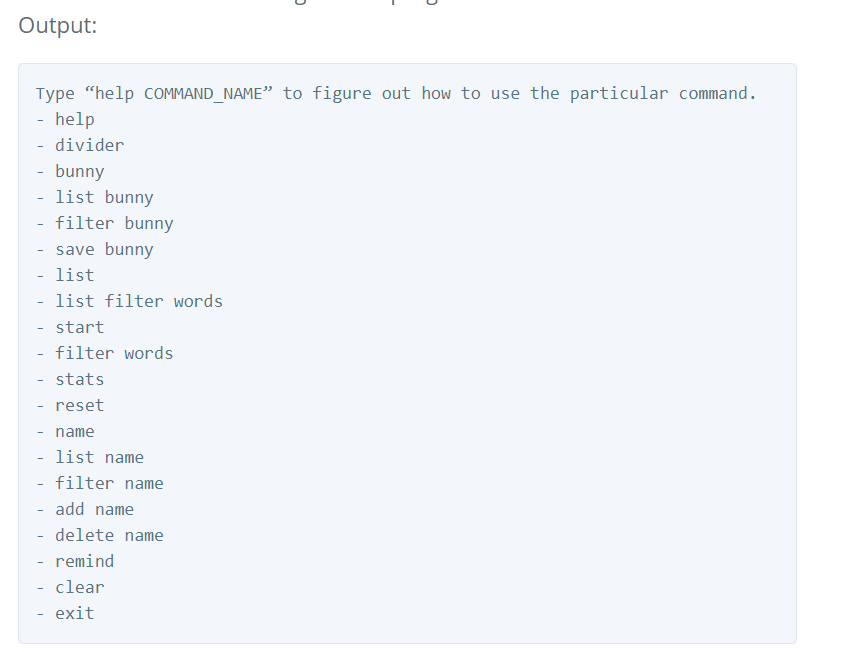 Output:
Type “help COMMAND_NAME” to figure out how to use the particular command.
- help
- divider
- bunny
- list bunny
- filter bunny
- save bunny
- list
- list filter words
- start
- filter words
- stats
- reset
- name
- list name
- filter name
- add name
- delete name
- remind
- clear
- exit